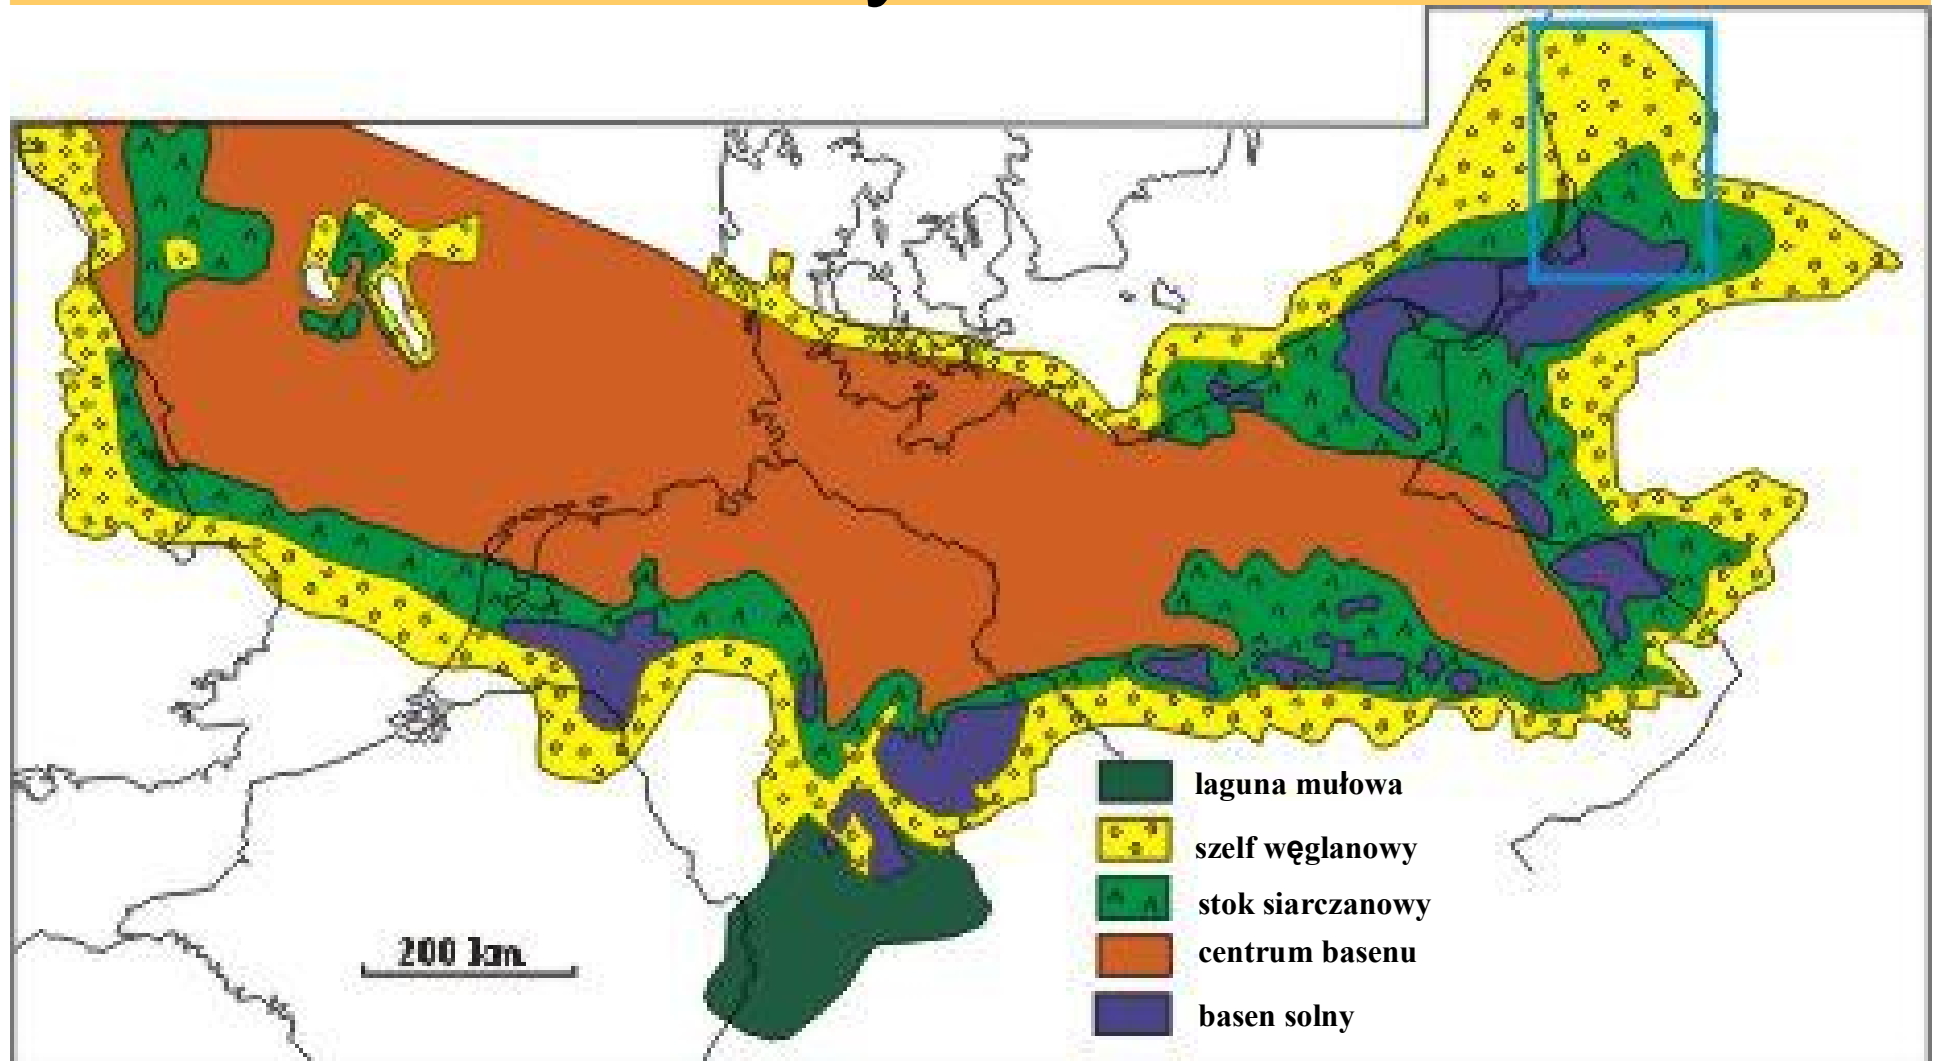 laguna mułowa
szelf węglanowy
stok siarczanowy
200 km.
centrum basenu
basen solny